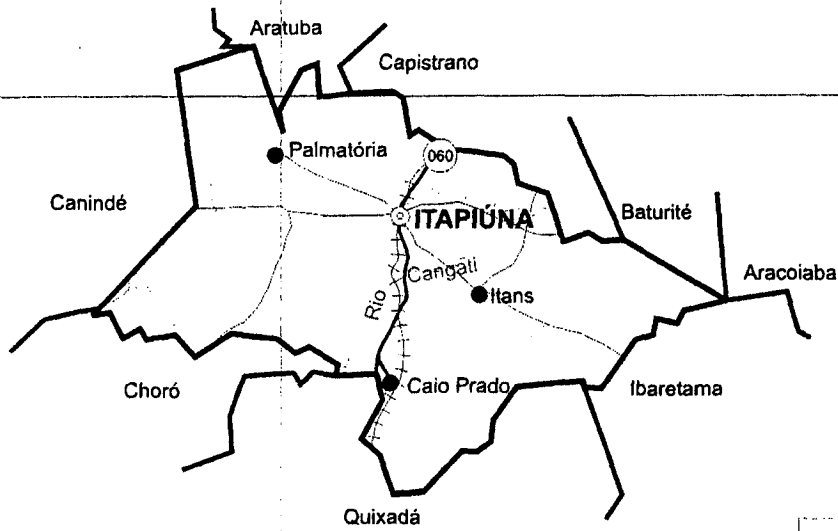 Aratuba
Capistrano
Palmatória
060
Canindé
ITAPIÚNA
Baturité
Aracoiaba
Cangati
Rio
Itans
Choró
Caio Prado
Ibaretama
Quixadá